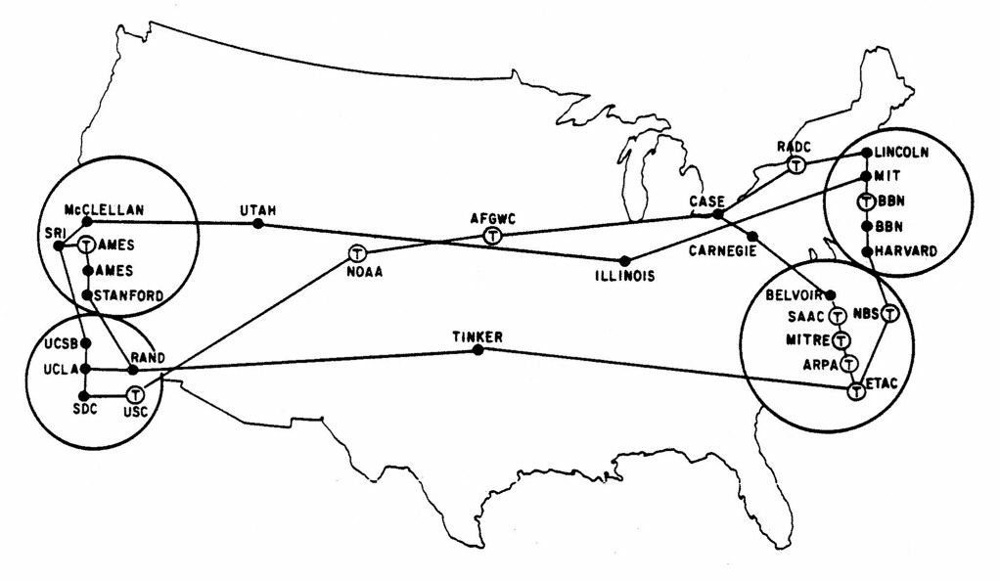 RADC
T
LINCOLN
MIT
T BBN
BBN
HARVARD
McCLELLAN
UTAH
AFGWC
T
CASE
SRI
T AMES
AMES
STANFORD
T
NOAA
CARNEGIE
ILLINOIS
BELVOIR
SAAC T
NBS T
MITRE T
ARPA T
ETAC
T
UCSB
UCLA
RAND
SDC
T
USC
TINKER